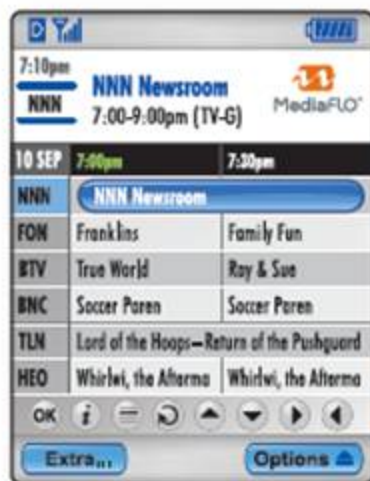 D
7:10pm
NNN
NNN Newsroom
7:00-9:00pm (TV-G)
MediaFLO
10 SEP 7:00pm 7:30pm
NNN NNN Newsroom
FON Franklins Family Fun
BTV True World Ray & Sue
BNC Soccer Paren Soccer Paren
TLN Lord of the Hoops—Return of the Pushguard
HEO Whirlwi, the Afterma Whirlwi, the Afterma
OK i
Extra... Options